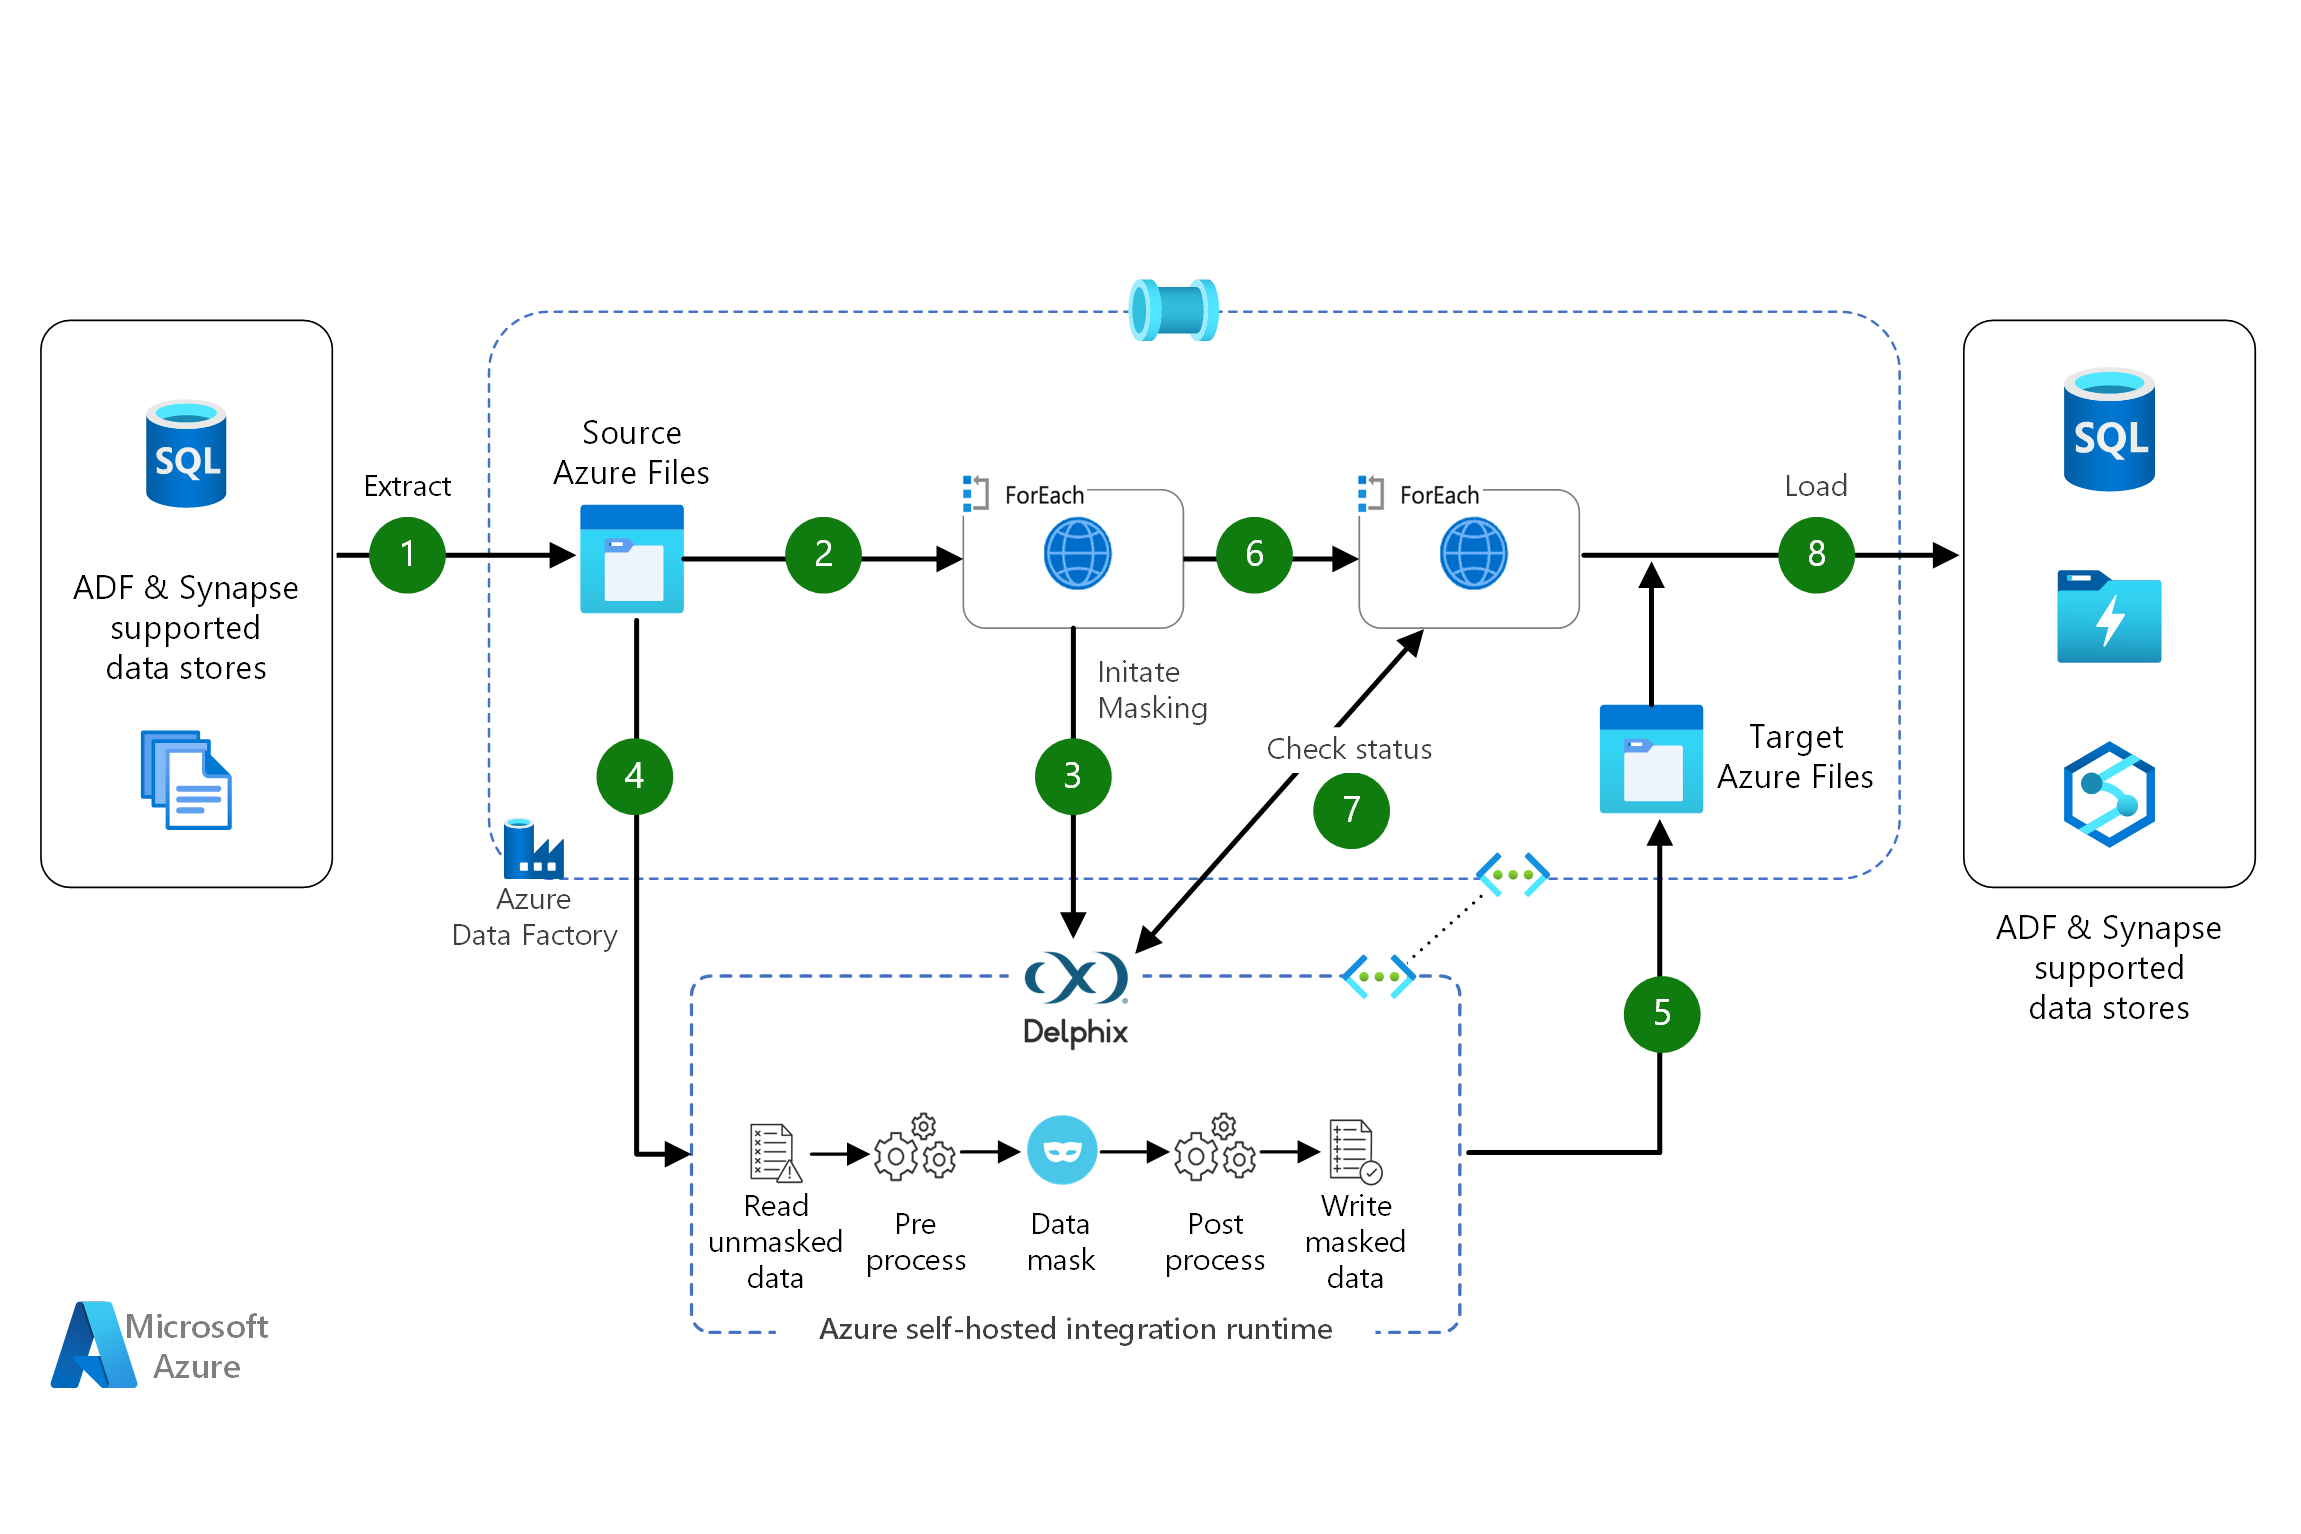 SQL
ADF & Synapse
supported
data stores
Extract
1
Source
Azure Files
2
ForEach
6
ForEach
Load
8
SQL
Initate
Masking
4
3
Check status
7
Target
Azure Files
Azure
Data Factory
ADF & Synapse
supported
data stores
Delphix
5
Read
unmasked
data
Pre
process
Data
mask
Post
process
Write
masked
data
Azure self-hosted integration runtime
Microsoft
Azure